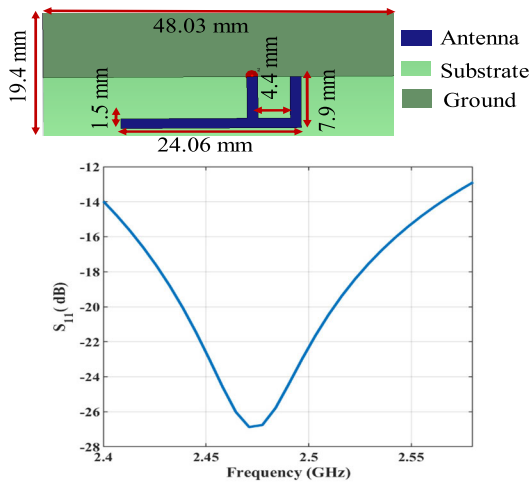 48.03 mm
19.4 mm
1.5 mm
4.4 mm
7.9 mm
24.06 mm
Antenna
Substrate
Ground
-12
-14
-16
-18
-20
-22
-24
-26
-28
S11(dB)
2.4
2.45
2.5
2.55
Frequency (GHz)